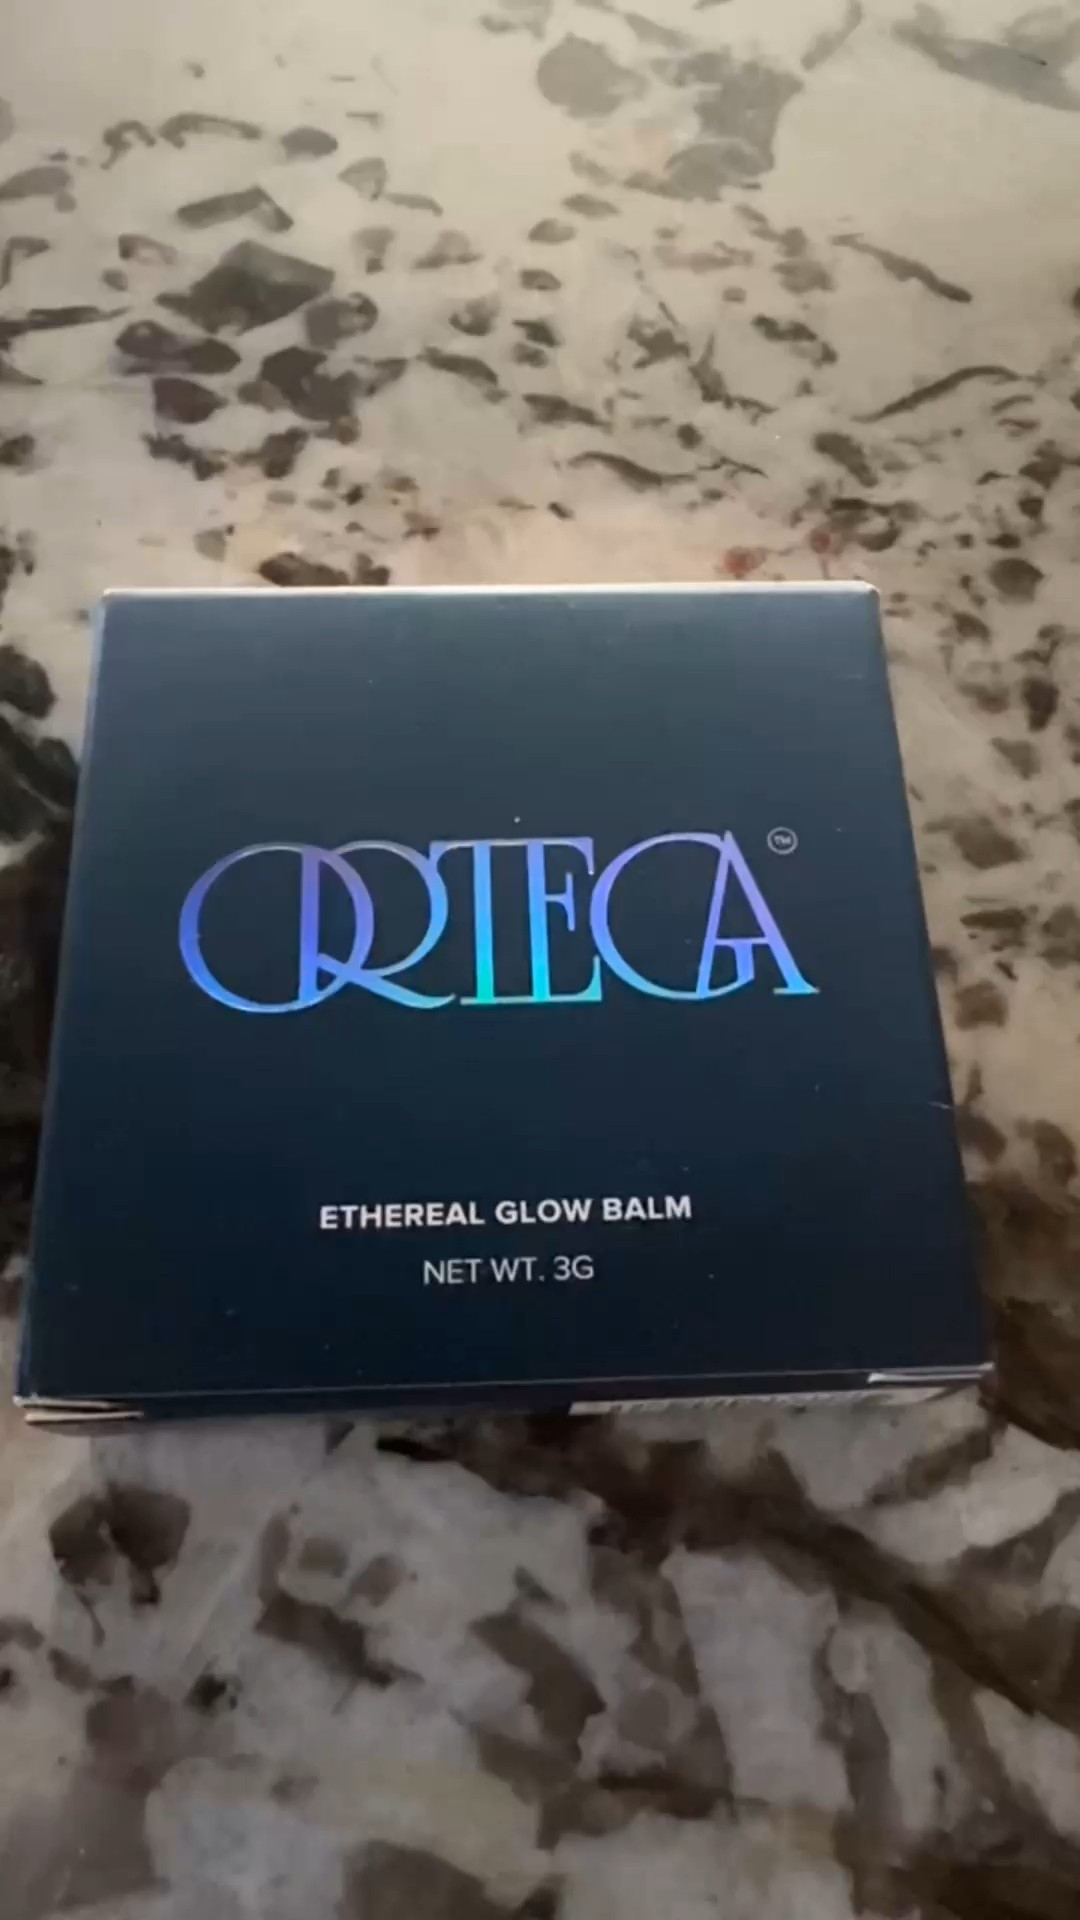 ORTEGA™
ETHEREAL GLOW BALM
NET WT. 3G